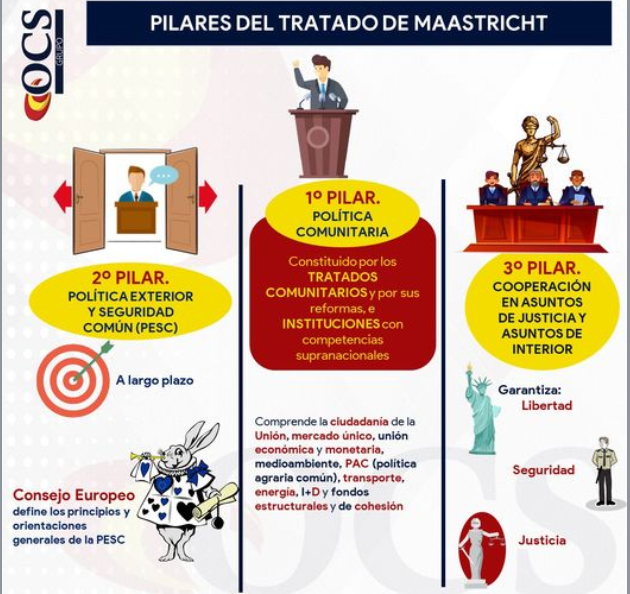 OCS
GRUPO
PILARES DEL TRATADO DE MAASTRICHT
2º PILAR.
POLÍTICA EXTERIOR
Y SEGURIDAD
COMÚN (PESC)
A largo plazo
Consejo Europeo
define los principios y
orientaciones
generales de la PESC
1º PILAR.
POLÍTICA
COMUNITARIA
Constituido por los
TRATADOS
COMUNITARIOS y por sus
reformas, e
INSTITUCIONES con
competencias
supranacionales
Comprende la ciudadanía de la
Unión, mercado único, unión
económica y monetaria,
medioambiente, PAC (política
agraria común), transporte,
energía, I+D y fondos
estructurales y de cohesión
3º PILAR.
COOPERACIÓN
EN ASUNTOS
DE JUSTICIA Y
ASUNTOS DE
INTERIOR
Garantiza:
Libertad
Seguridad
Justicia
OCS